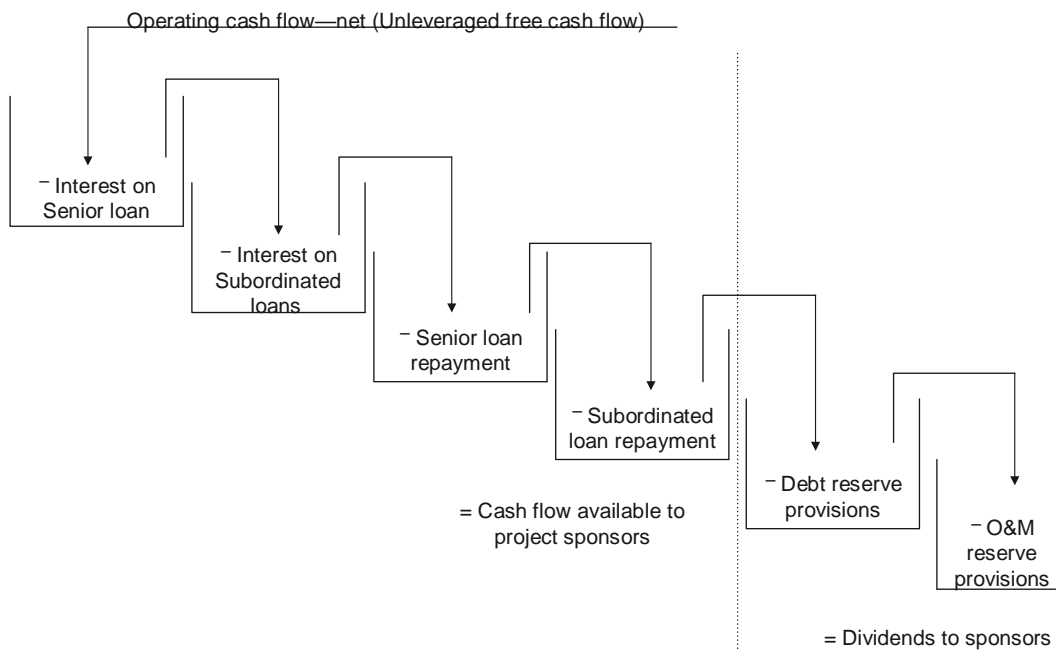 Operating cash flow—net (Unleveraged free cash flow)
– Interest on
Senior loan
– Interest on
Subordinated
loans
– Senior loan
repayment
– Subordinated
loan repayment
– Debt reserve
provisions
= Cash flow available to
project sponsors
– O&M
reserve
provisions
= Dividends to sponsors